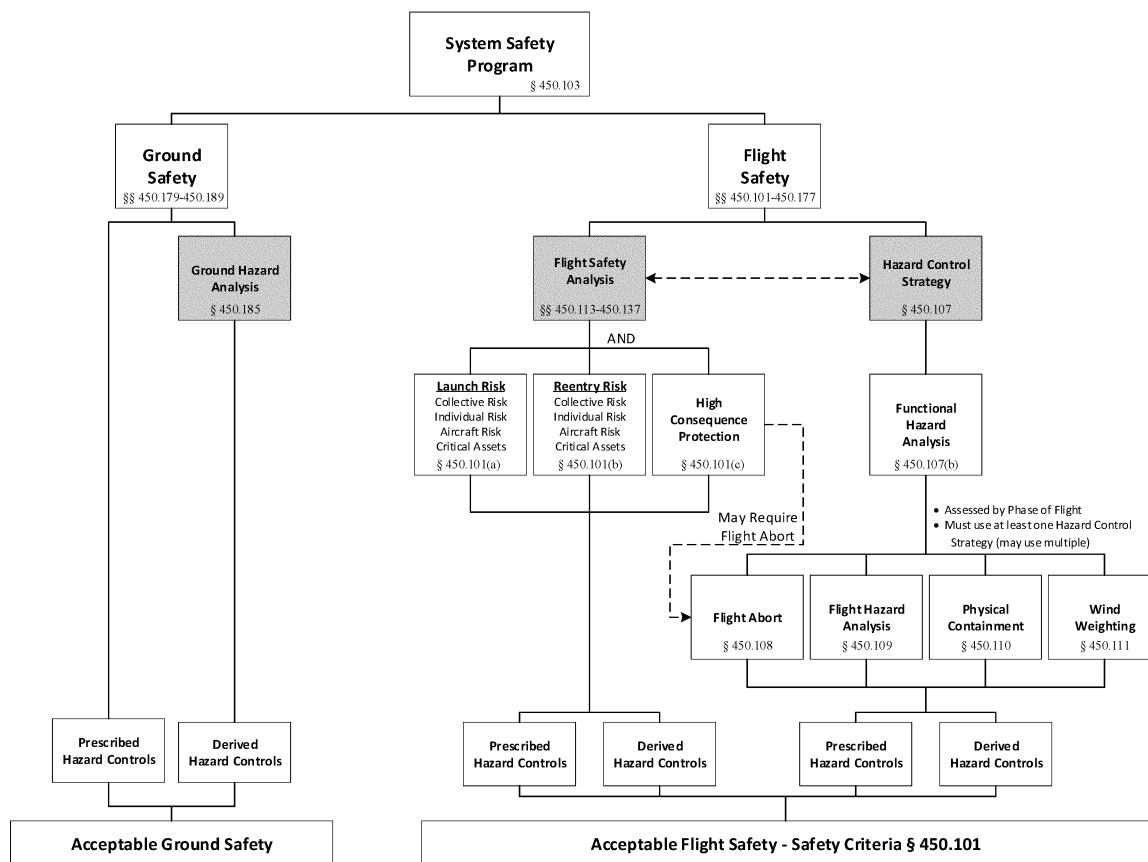 System Safety
Program
§ 450.103
Ground
Safety
§§ 450.179-450.189
Flight
Safety
§§ 450.101-450.177
Ground Hazard
Analysis
§ 450.185
Flight Safety
Analysis
§§ 450.113-450.137
Hazard Control
Strategy
§ 450.107
AND
Launch Risk
Collective Risk
Individual Risk
Aircraft Risk
Critical Assets
§ 450.101(a)
Reentry Risk
Collective Risk
Individual Risk
Aircraft Risk
Critical Assets
§ 450.101(b)
High
Consequence
Protection
§ 450.101(c)
Functional
Hazard
Analysis
§ 450.107(b)
May Require
Flight Abort
• Assessed by Phase of Flight
• Must use at least one Hazard Control
Strategy (may use multiple)
Flight Abort
§ 450.108
Flight Hazard
Analysis
§ 450.109
Physical
Containment
§ 450.110
Wind
Weighting
§ 450.111
Prescribed
Hazard Controls
Derived
Hazard Controls
Prescribed
Hazard Controls
Derived
Hazard Controls
Prescribed
Hazard Controls
Derived
Hazard Controls
Acceptable Ground Safety
Acceptable Flight Safety - Safety Criteria § 450.101